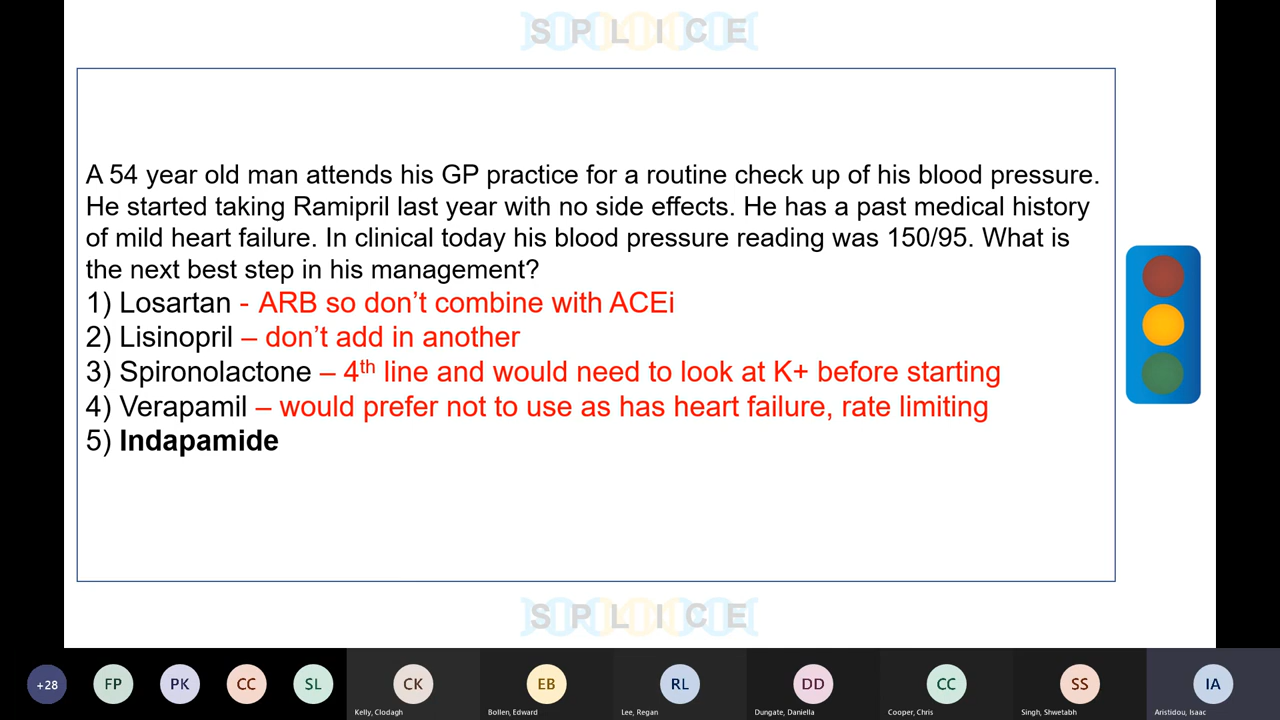 S P L I C E
A 54 year old man attends his GP practice for a routine check up of his blood pressure.
He started taking Ramipril last year with no side effects. He has a past medical history
of mild heart failure. In clinical today his blood pressure reading was 150/95. What is
the next best step in his management?
1) Losartan - ARB so don’t combine with ACEi
2) Lisinopril – don’t add in another
3) Spironolactone – 4th line and would need to look at K+ before starting
4) Verapamil – would prefer not to use as has heart failure, rate limiting
5) Indapamide
S P L I C E
+28 FP PK CC SL CK EB RL DD CC SS IA
Kelly, Clodagh Bollen, Edward Lee, Regan Dungate, Daniella Cooper, Chris Singh, Shwetabh Aristidou, Isaac